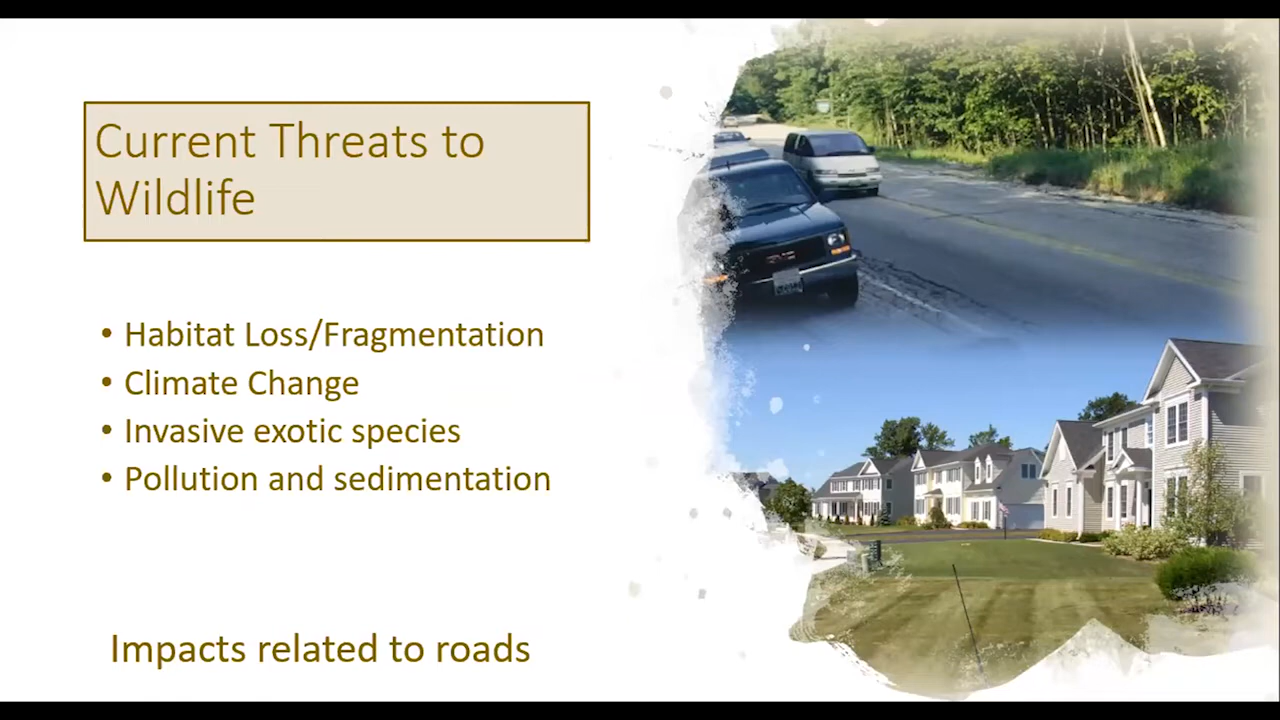 Current Threats to
Wildlife
• Habitat Loss/Fragmentation
• Climate Change
• Invasive exotic species
• Pollution and sedimentation
Impacts related to roads
GMC